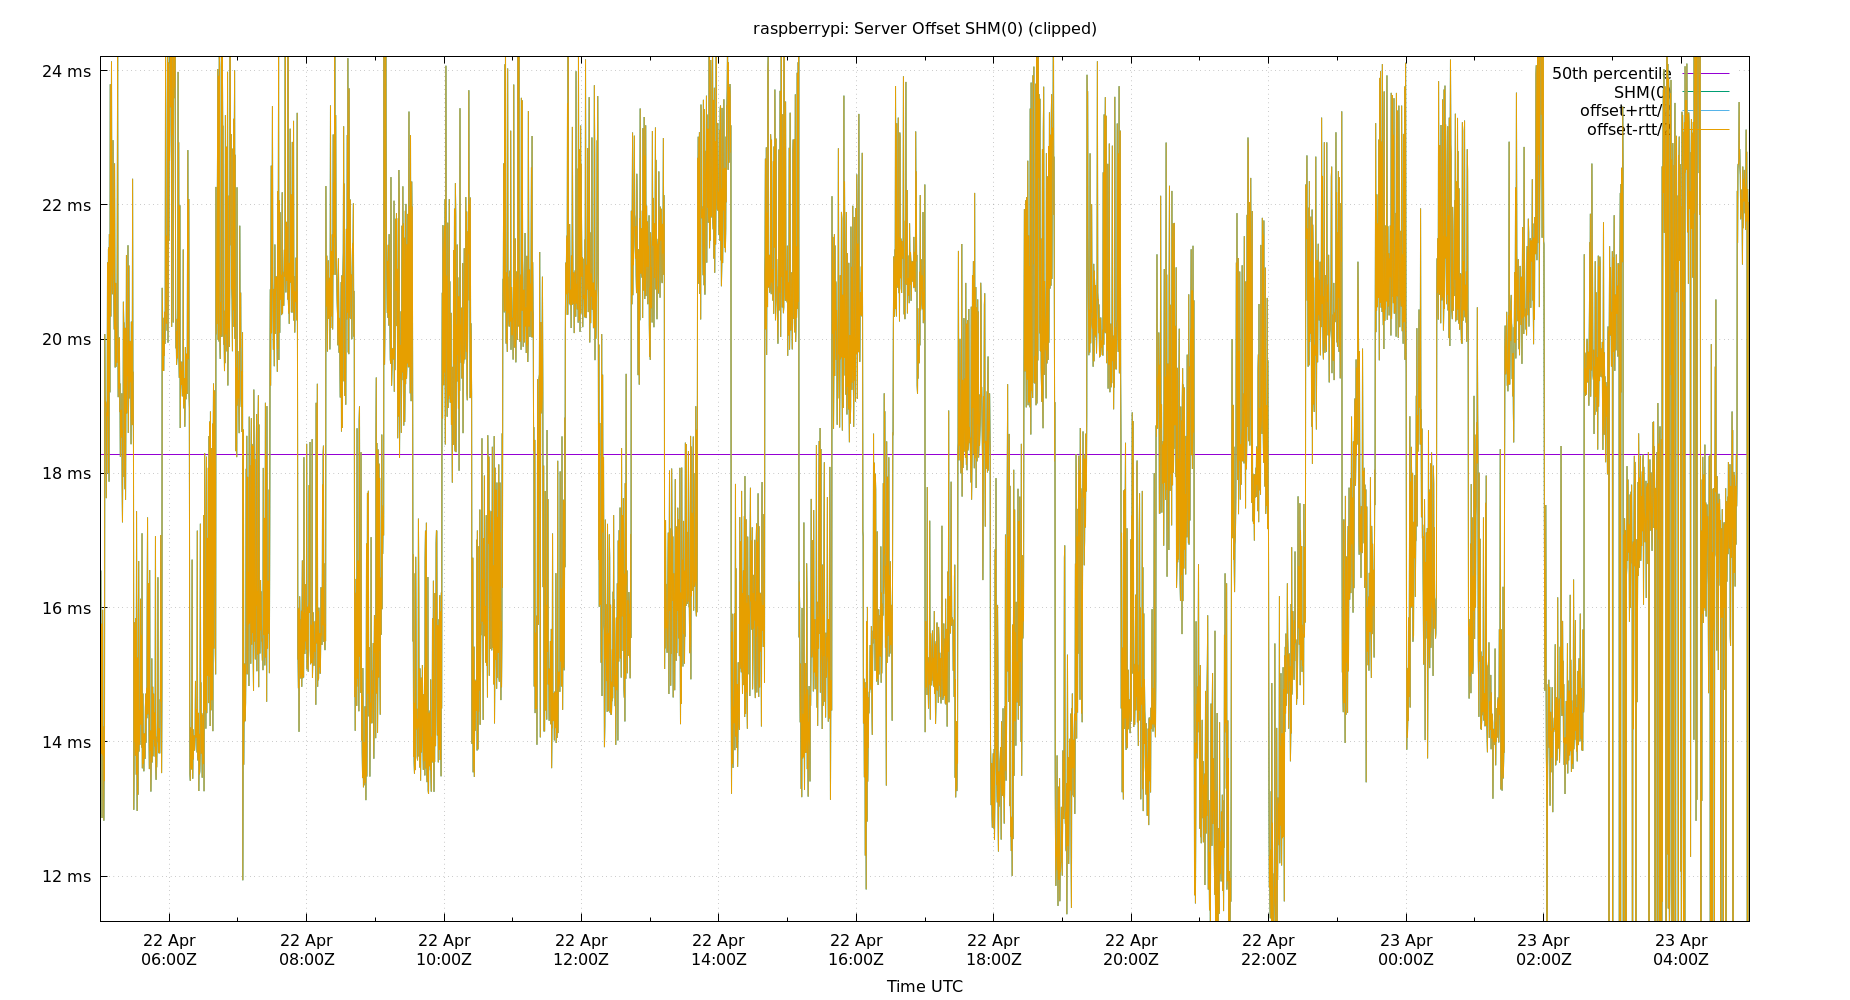 raspberrypi: Server Offset SHM(0) (clipped)
24 ms
22 ms
20 ms
18 ms
16 ms
14 ms
12 ms
50th percentile
SHM(0
offset+rtt/
offset-rtt/
22 Apr 22 Apr 22 Apr 22 Apr 22 Apr 22 Apr 22 Apr 22 Apr 22 Apr 23 Apr 23 Apr 23 Apr
06:00Z 08:00Z 10:00Z 12:00Z 14:00Z 16:00Z 18:00Z 20:00Z 22:00Z 00:00Z 02:00Z 04:00Z
Time UTC